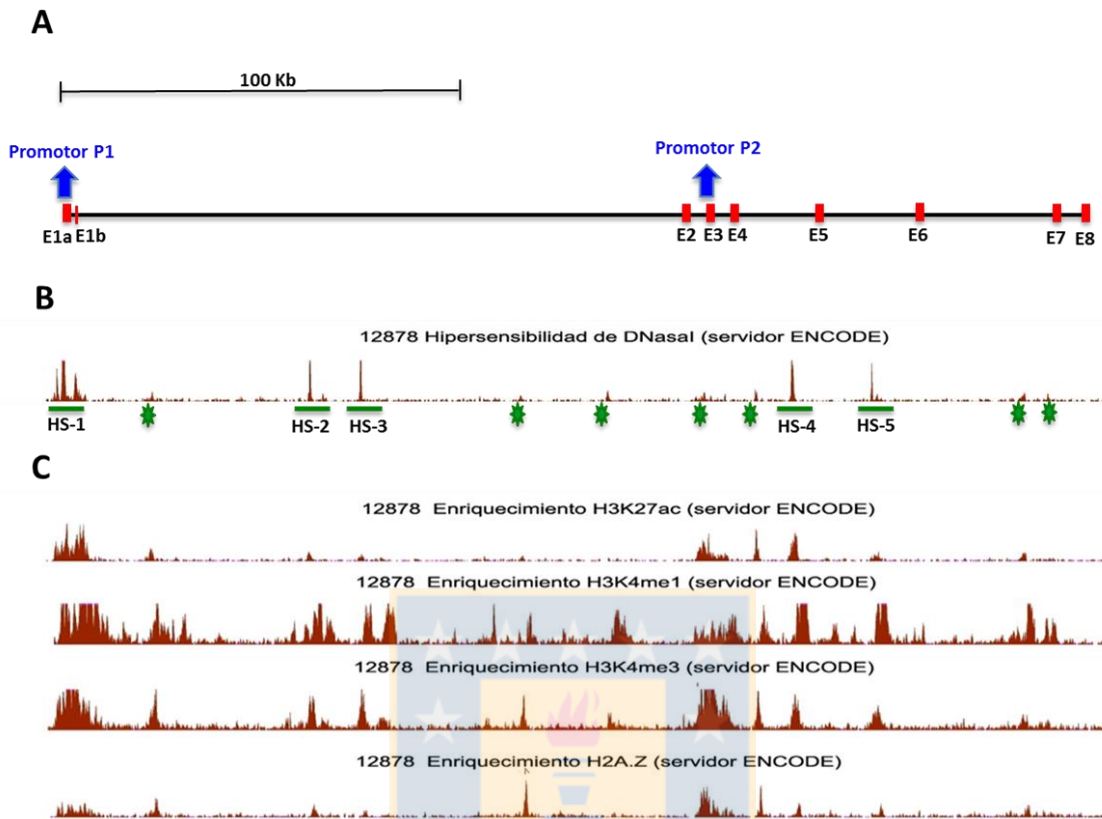 A
100 Kb
Promotor P1
Promotor P2
E1a
E1b
E2
E3
E4
E5
E6
E7
E8
B
12878 Hipersensibilidad de DNasaI (servidor ENCODE)
HS-1
HS-2
HS-3
HS-4
HS-5
C
12878 Enriquecimiento H3K27ac (servidor ENCODE)
12878 Enriquecimiento H3K4me1 (servidor ENCODE)
12878 Enriquecimiento H3K4me3 (servidor ENCODE)
12878 Enriquecimiento H2A.Z (servidor ENCODE)